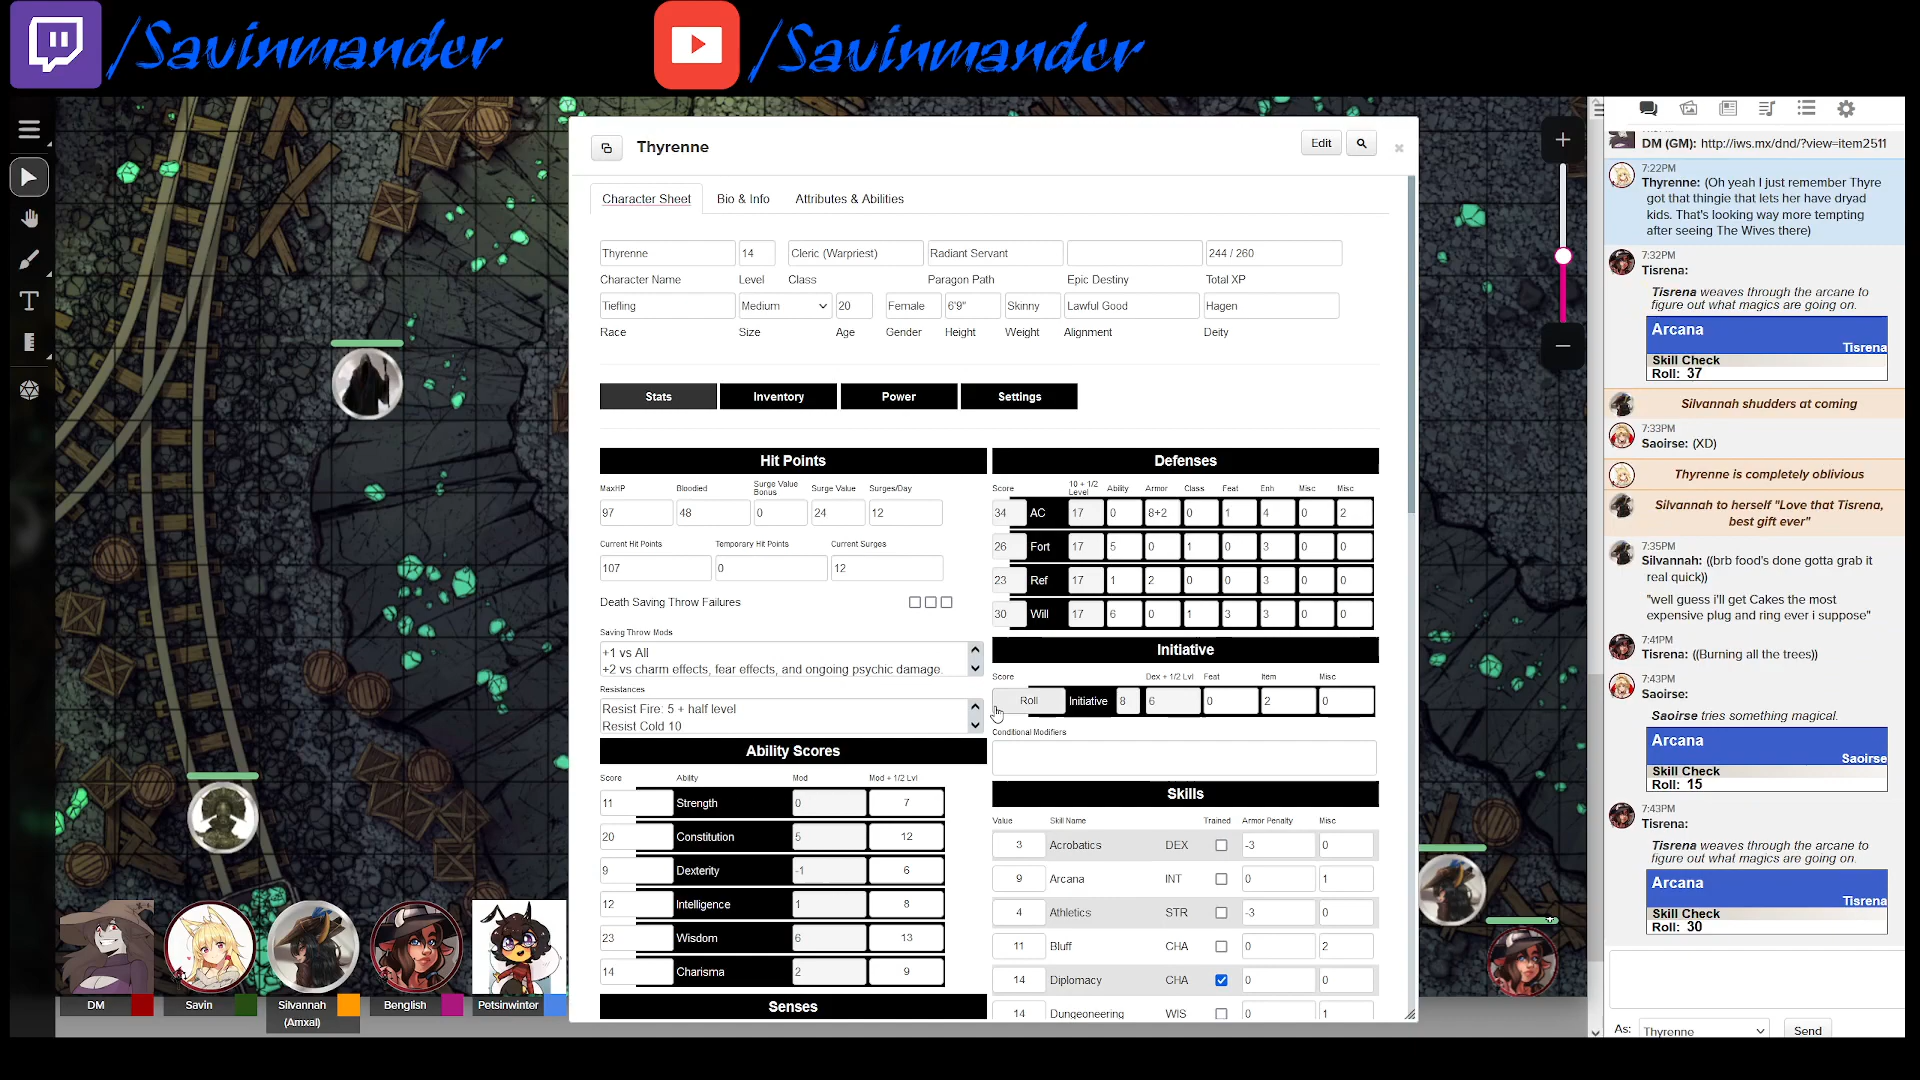 /Savinmander
/Savinmander
Thyrenne
Edit
Character Sheet
Bio & Info
Attributes & Abilities
Thyrenne
14
Cleric (Warpriest)
Radiant Servant
244 / 260
Character Name
Level
Class
Paragon Path
Epic Destiny
Total XP
Tiefling
Medium
20
Female
6'9"
Skinny
Lawful Good
Hagen
Race
Size
Age
Gender
Height
Weight
Alignment
Deity
Stats
Inventory
Power
Settings
Hit Points
MaxHP
Bloodied
Surge Value
Bonus
Surge Value
Surges/Day
97
48
0
24
12
Current Hit Points
Temporary Hit Points
Current Surges
107
0
12
Death Saving Throw Failures
Saving Throw Mods
+1 vs All
+2 vs charm effects, fear effects, and ongoing psychic damage.
Resistances
Resist Fire: 5 + half level
Resist Cold 10
Ability Scores
Score
Ability
Mod
Mod + 1/2 Lvl
11 Strength 0 7
20 Constitution 5 12
9 Dexterity -1 6
12 Intelligence 1 8
23 Wisdom 6 13
14 Charisma 2 9
Senses
Defenses
Score
10 + 1/2
Level
Ability
Armor
Class
Feat
Enh
Misc
Misc
34 AC 17 0 8+2 0 1 4 0 2
26 Fort 17 5 0 1 0 3 0 0
23 Ref 17 1 2 0 0 3 0 0
30 Will 17 6 0 1 3 3 0 0
Initiative
Score
Dex + 1/2 Lvl
Feat
Item
Misc
Roll Initiative 8 6 0 2 0
Conditional Modifiers
Skills
Value
Skill Name
Trained
Armor Penalty
Misc
3 Acrobatics DEX -3 0
9 Arcana INT 0 1
4 Athletics STR -3 0
11 Bluff CHA 0 2
14 Diplomacy CHA 0 0
14 Dungeoneering WIS 0 1
DM
Savin
Silvannah
(Amxal)
Benglish
Petsinwinter
DM (GM): http://iws.mx/dnd/?view=item2511
7:22PM
Thyrenne: (Oh yeah I just remember Thyre
got that thingie that lets her have dryad
kids. That's looking way more tempting
after seeing The Wives there)
7:32PM
Tisrena:
Tisrena weaves through the arcane to
figure out what magics are going on.
Arcana
Tisrena
Skill Check
Roll: 37
Silvannah shudders at coming
7:33PM
Saoirse: (XD)
Thyrenne is completely oblivious
Silvannah to herself "Love that Tisrena,
best gift ever"
7:35PM
Silvannah: ((brb food's done gotta grab it
real quick))
"well guess i'll get Cakes the most
expensive plug and ring ever i suppose"
7:41PM
Tisrena: ((Burning all the trees))
7:43PM
Saoirse:
Saoirse tries something magical.
Arcana
Saoirse
Skill Check
Roll: 15
7:43PM
Tisrena:
Tisrena weaves through the arcane to
figure out what magics are going on.
Arcana
Tisrena
Skill Check
Roll: 30
As:
Thyrenne
Send